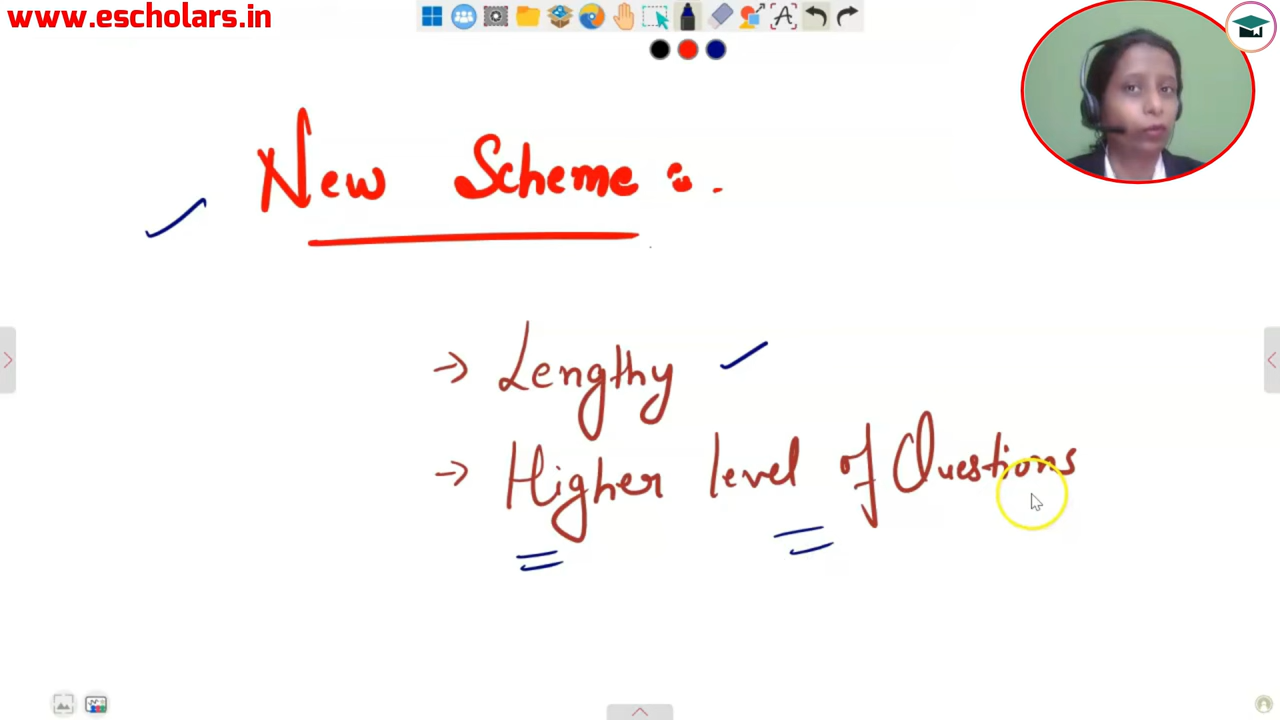 www.escholars.in
New Scheme :.
→ Lengthy
→ Higher level of Questions